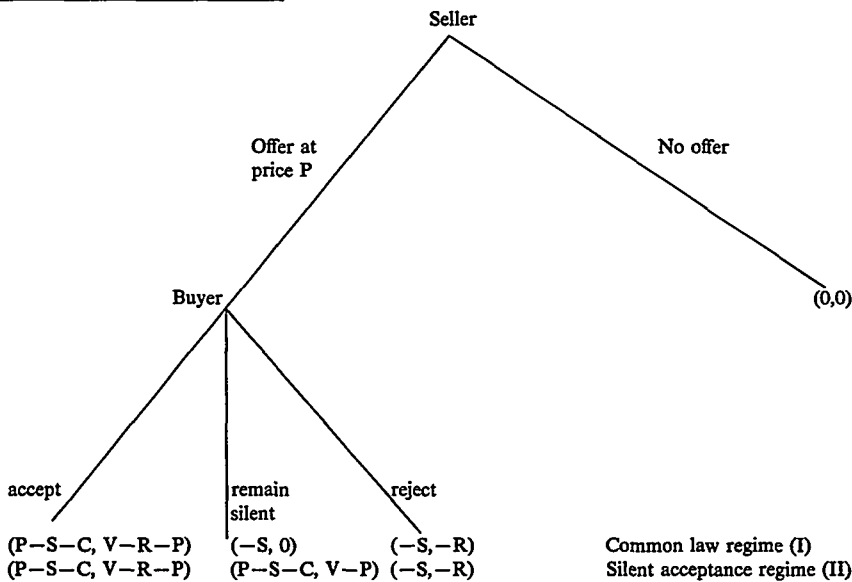 Seller
Offer at
price P
No offer
Buyer
(0,0)
accept
remain
silent
reject
(P−S−C, V−R−P) (−S, 0) (−S,−R) Common law regime (I)
(P−S−C, V−R−P) (P−S−C, V−P) (−S,−R) Silent acceptance regime (II)